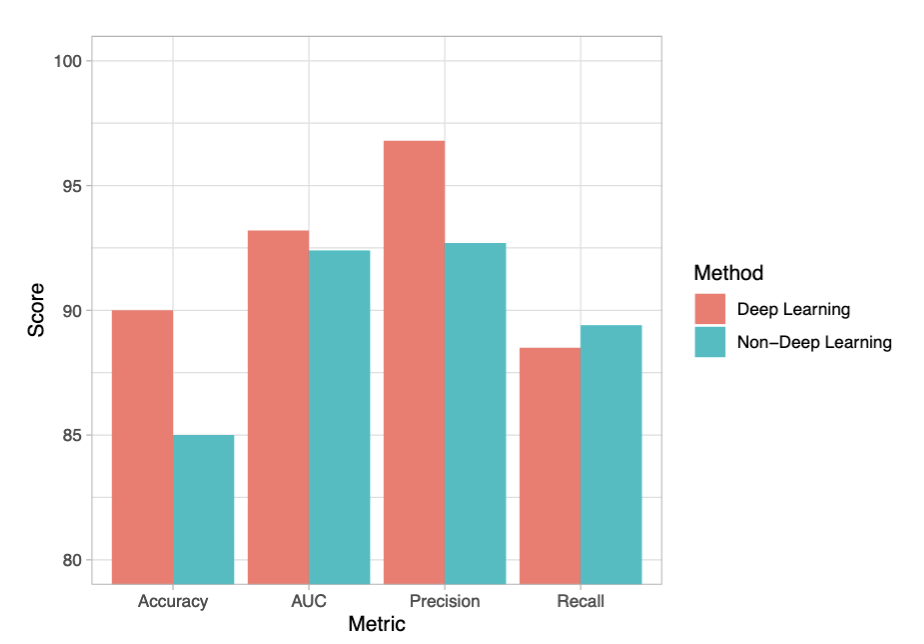 100
95
90
85
80
Score
Accuracy
AUC
Precision
Recall
Metric
Method
Deep Learning
Non−Deep Learning